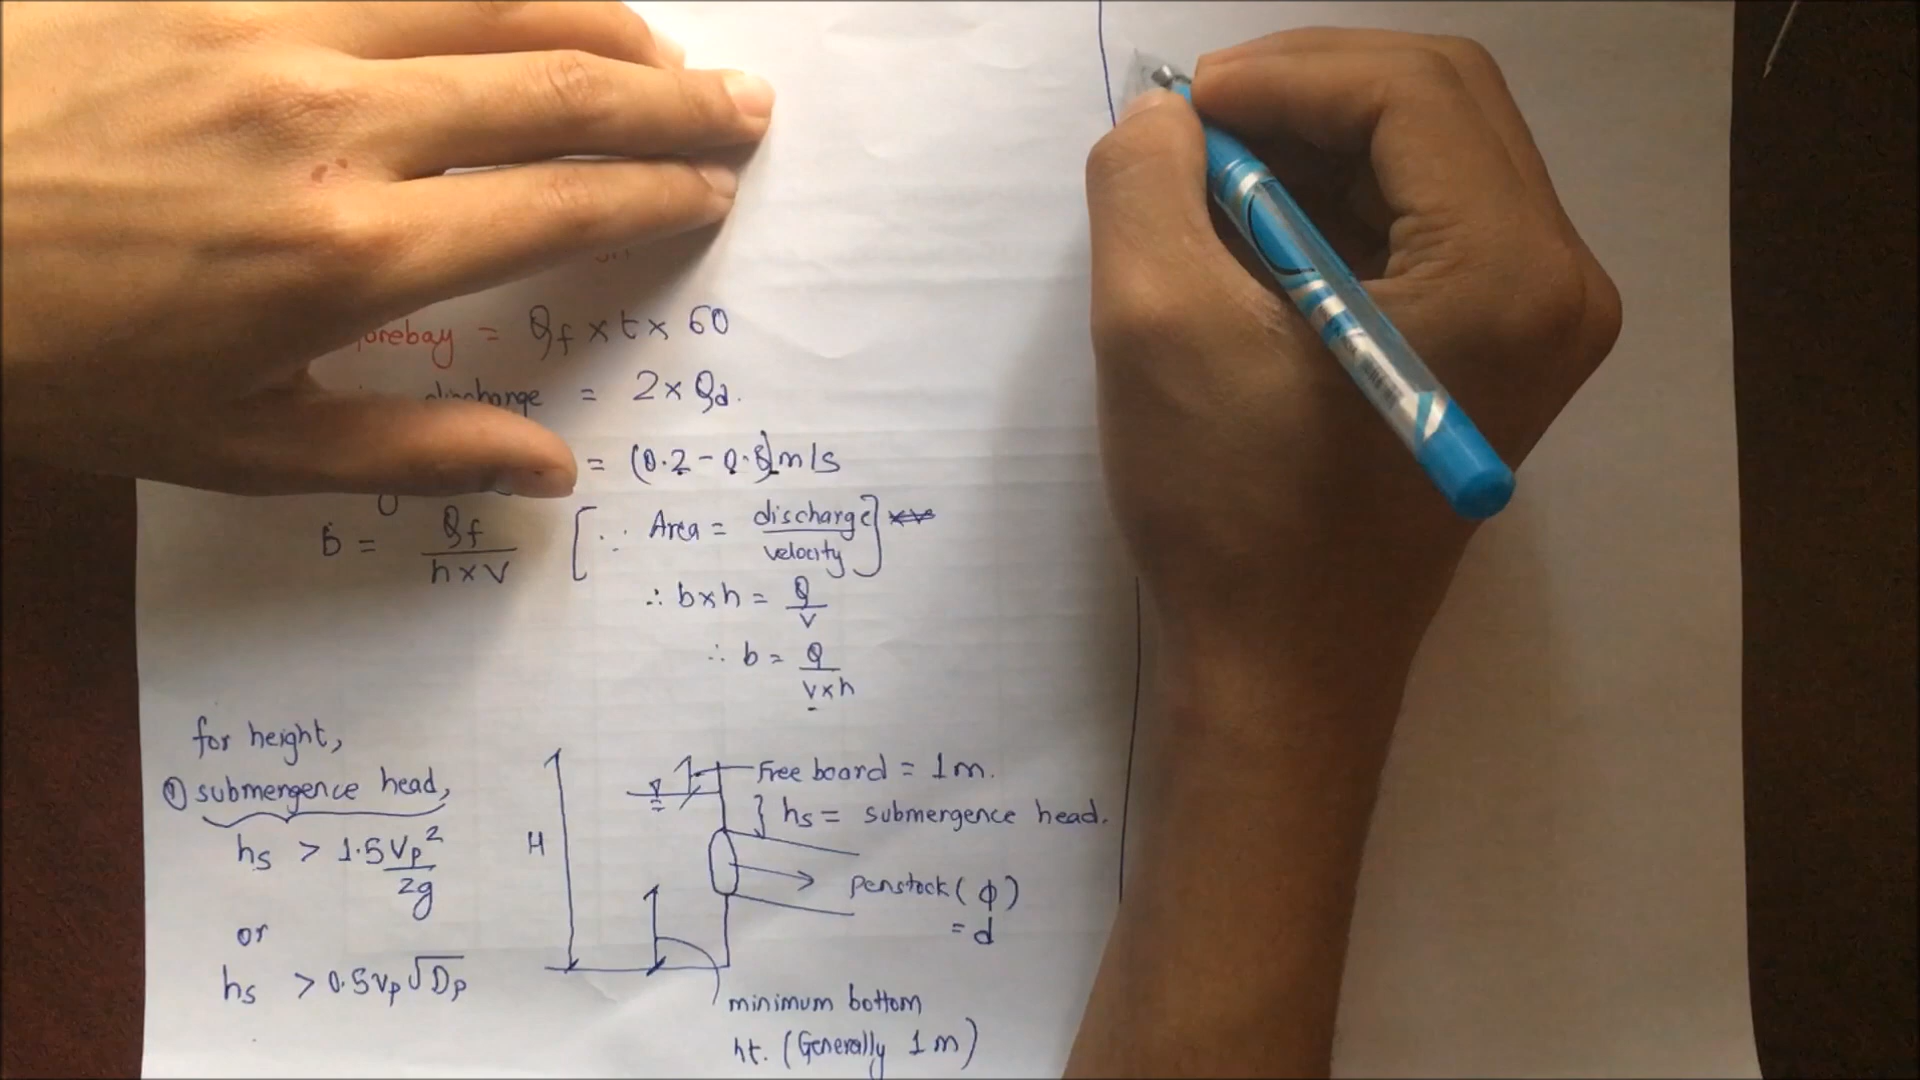 forebay = Qf × t × 60
discharge = 2 × Qd.
= (0.2 - 0.8)m/s
B = Qf / h × v [∵ Area = discharge / velocity]
∴ b×h = Q / v
∴ b = Q / v×h
for height,
① submergence head,
hs > 1.5 Vp² / 2g
or
hs > 0.5 Vp √Dp
H
Free board = 1m.
} hs = submergence head.
Penstock (ϕ)
= d
minimum bottom
ht. (Generally 1m)